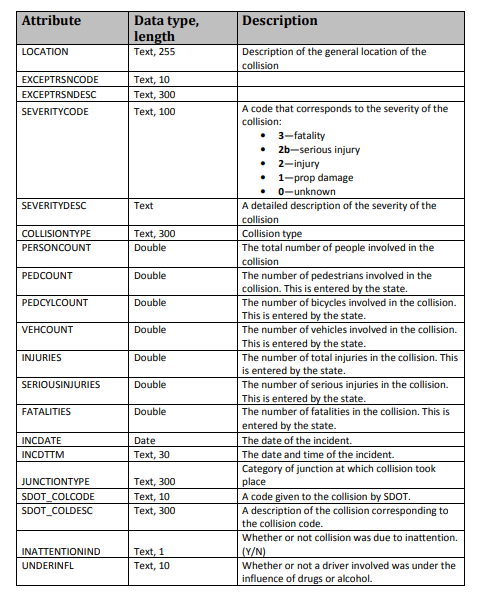 Attribute Data type, Description
length
LOCATION Text, 255 Description of the general location of the
collision
EXCEPTRSNCODE Text, 10
EXCEPTRSNDESC Text, 300
SEVERITYCODE Text, 100 A code that corresponds to the severity of the
collision:
• 3—fatality
• 2b—serious injury
• 2—injury
• 1—prop damage
• 0—unknown
SEVERITYDESC Text A detailed description of the severity of the
collision
COLLISIONTYPE Text, 300 Collision type
PERSONCOUNT Double The total number of people involved in the
collision
PEDCOUNT Double The number of pedestrians involved in the
collision. This is entered by the state.
PEDCYLCOUNT Double The number of bicycles involved in the collision.
This is entered by the state.
VEHCOUNT Double The number of vehicles involved in the collision.
This is entered by the state.
INJURIES Double The number of total injuries in the collision. This
is entered by the state.
SERIOUSINJURIES Double The number of serious injuries in the collision.
This is entered by the state.
FATALITIES Double The number of fatalities in the collision. This is
entered by the state.
INCDATE Date The date of the incident.
INCDTTM Text, 30 The date and time of the incident.
Category of junction at which collision took
JUNCTIONTYPE Text, 300 place
SDOT_COLCODE Text, 10 A code given to the collision by SDOT.
SDOT_COLDESC Text, 300 A description of the collision corresponding to
the collision code.
Whether or not collision was due to inattention.
INATTENTIONIND Text, 1 (Y/N)
UNDERINFL Text, 10 Whether or not a driver involved was under the
influence of drugs or alcohol.